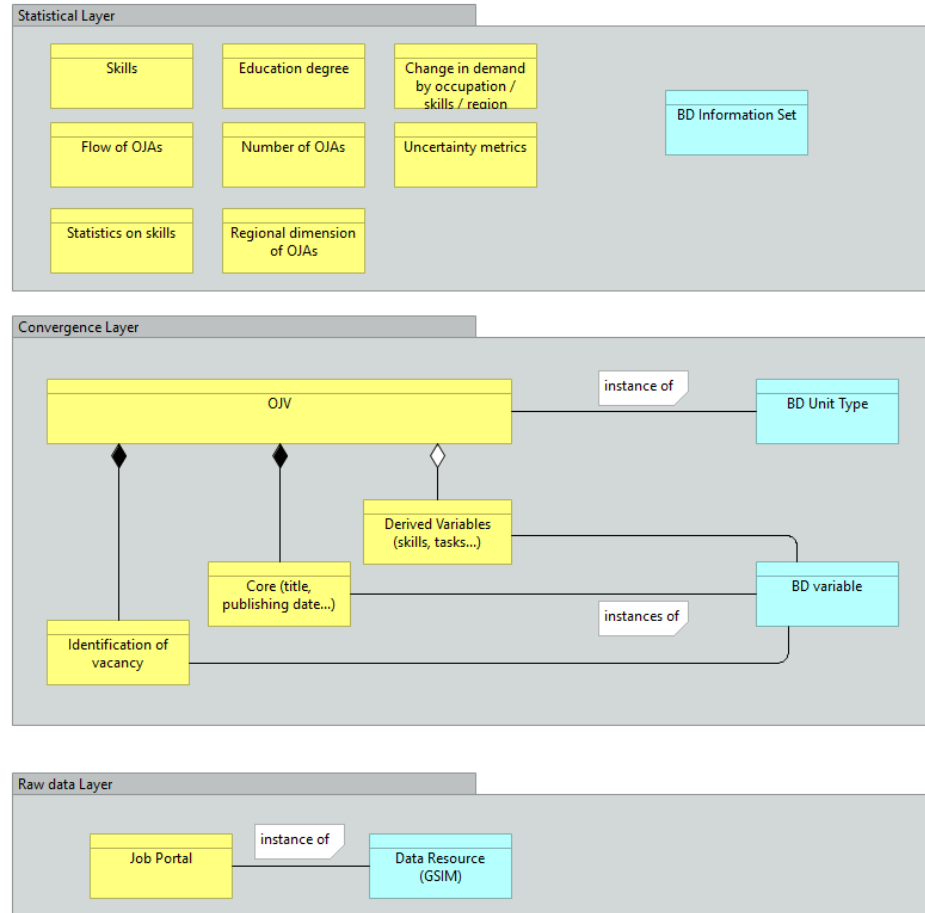 Statistical Layer
Skills
Education degree
Change in demand
by occupation /
skills / region
BD Information Set
Flow of OJAs
Number of OJAs
Uncertainty metrics
Statistics on skills
Regional dimension
of OJAs
Convergence Layer
OJV
instance of
BD Unit Type
Derived Variables
(skills, tasks...)
Core (title,
publishing date...)
BD variable
instances of
Identification of
vacancy
Raw data Layer
Job Portal
instance of
Data Resource
(GSIM)